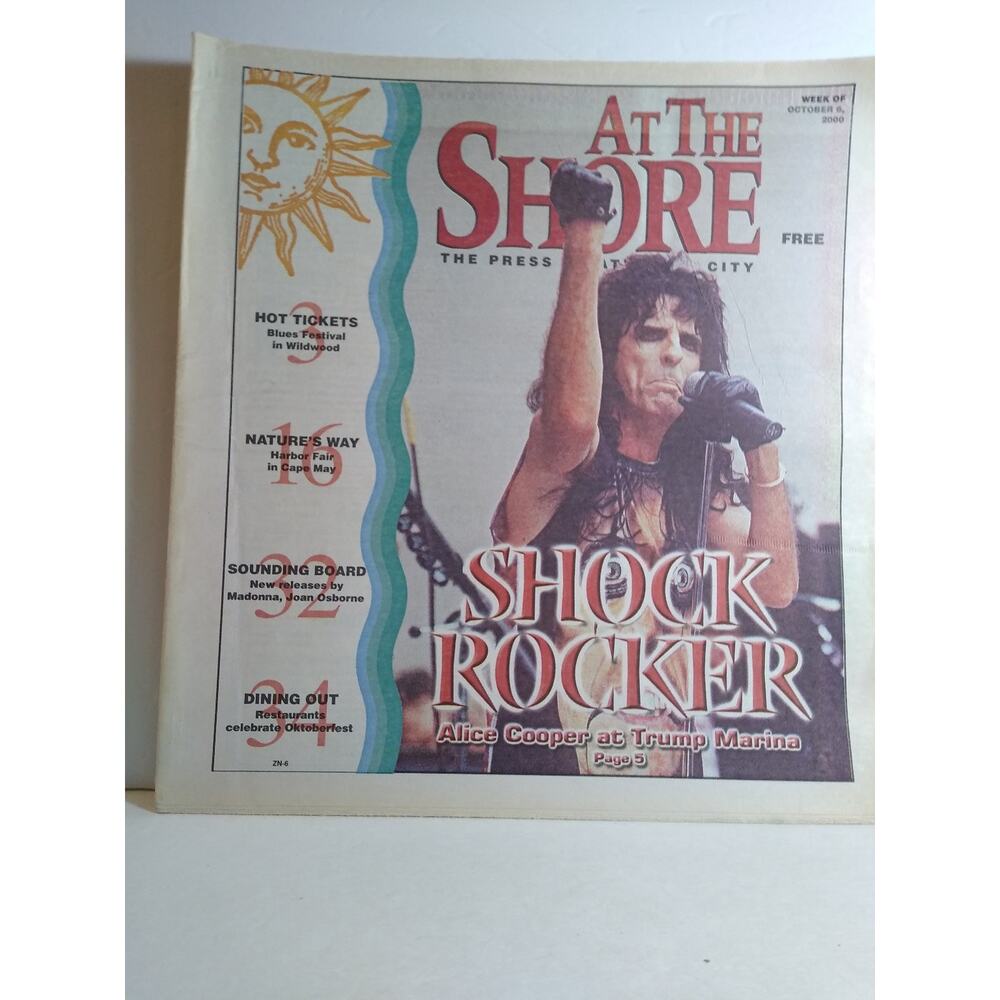 WEEK OF
OCTOBER 6,
2000
AT THE
SHORE
FREE
THE PRESS AT CITY
3
HOT TICKETS
Blues Festival
in Wildwood
16
NATURE'S WAY
Harbor Fair
in Cape May
32
SOUNDING BOARD
New releases by
Madonna, Joan Osborne
34
DINING OUT
Restaurants
celebrate Oktoberfest
ZN-6
SHOCK
ROCKER
Alice Cooper at Trump Marina
Page 5